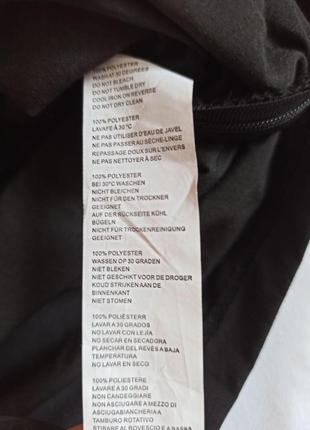 100% POLYESTER
WASH AT 30 DEGREES
DO NOT BLEACH
DO NOT TUMBLE DRY
COOL IRON ON REVERSE
DO NOT DRY CLEAN
100% POLYESTER
LAVAFE À 30°C
NE PAS UTILISER D'EAU DE JAVEL
NE PAS PASSER AU SÈCHE-LINGE
REPASSAGE DOUX SUR L'ENVERS
NE PAS NETTOYER À SEC
100% POLYESTER
BEI 30°C WASCHEN
NICHT BLEICHEN
NICHT FÜR DEN TROCKNER
GEEIGNET
AUF DER RÜCKSEITE KÜHL
BÜGELN
NICHT FÜR TROCKENREINIGUNG
GEEIGNET
100% POLYESTER
WASSEN OP 30 GRADEN
NIET BLEKEN
NIET GESCHIKT VOOR DE DROGER
KOUD STRIJKEN AAN DE
BINNENKANT
NIET STOMEN
100% POLIÉSTERR
LAVAR A 30 GRADOS
NO LAVAR CON LEJÍA
NO SECAR EN SECADORA
PLANCHAR DEL REVÉS A BAJA
TEMPERATURA
NO LAVAR EN SECO
100% POLIESTERE
LAVARE A 30 GRADI
NON CANDEGGIARE
NON ASCIUGARE A MEZZO DI
ASCIUGABIANCHERIA A
TAMBURO
STIRARE AL ROVESCIO A